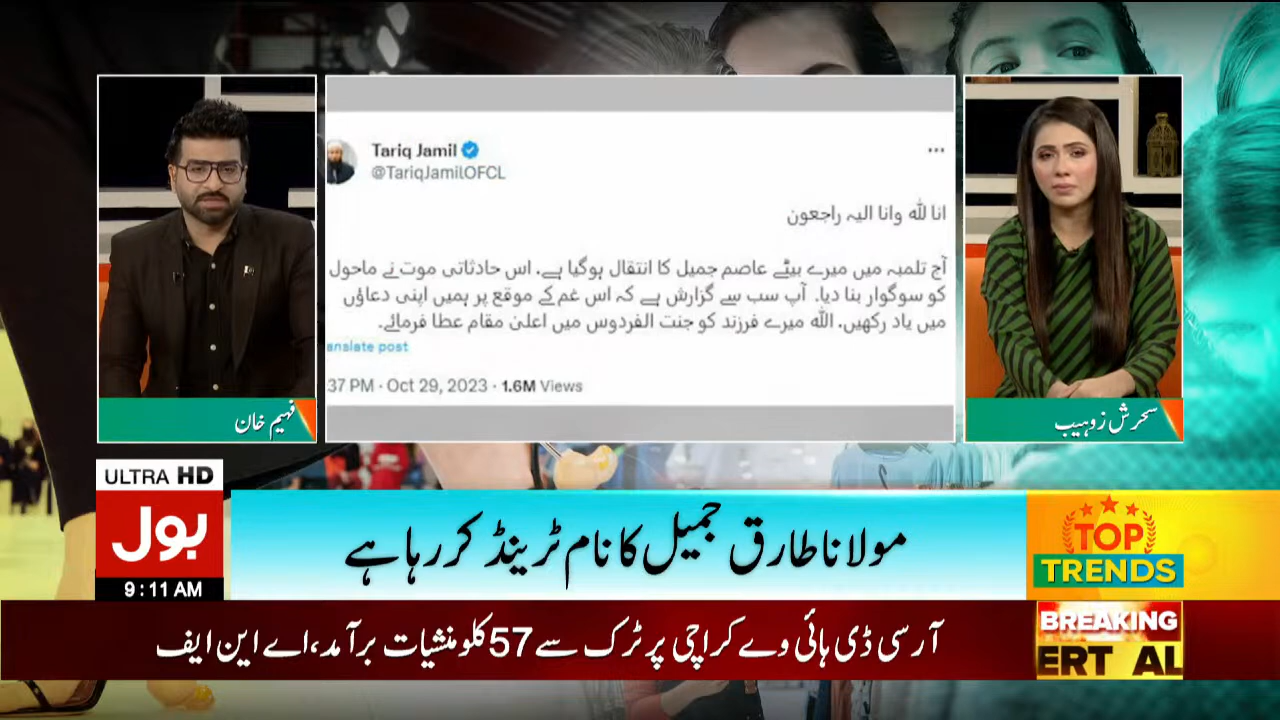 Tariq Jamil
@TariqJamilOFCL
انا للہ وانا الیہ راجعون
آج تلمبہ میں میرے بیٹے عاصم جمیل کا انتقال ہوگیا ہے. اس حادثاتی موت نے ماحول
کو سوگوار بنا دیا. آپ سب سے گزارش ہے کہ اس غم کے موقع پر ہمیں اپنی دعاؤں
میں یاد رکھیں. اللہ میرے فرزند کو جنت الفردوس میں اعلیٰ مقام عطا فرمائے.
anslate post
37 PM · Oct 29, 2023 · 1.6M Views
فہیم خان
سحرش زوہیب
ULTRA HD
بول
9:11 AM
مولانا طارق جمیل کا نام ٹرینڈ کر رہا ہے
TOP
TRENDS
آر سی ڈی ہائی وے کراچی پر ٹرک سے 57 کلو منشیات برآمد، اے این ایف
BREAKING
ERT AL